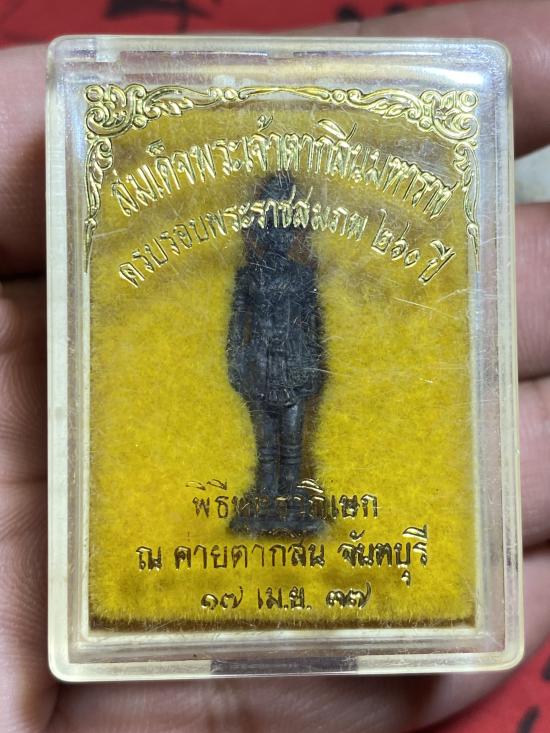 สมเด็จพระเจ้าตากสินมหาราช
ครบรอบพระราชสมภพ ๒๖๐ ปี
พิธีพุทธาภิเษก
ณ ค่ายตากสิน จันทบุรี
๑๗ เม.ย. ๓๗